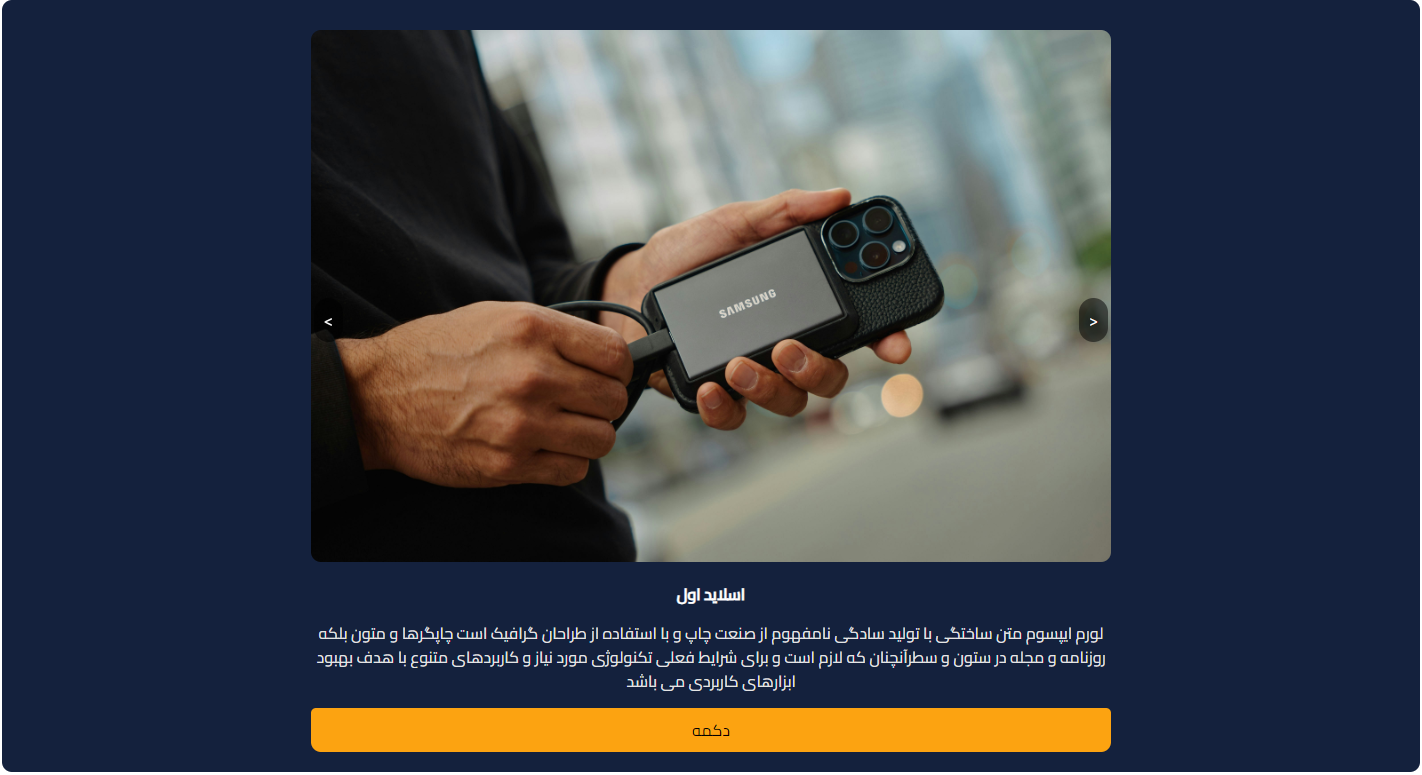 SAMSUNG
<
>
اسلاید اول
لورم ایپسوم متن ساختگی با تولید سادگی نامفهوم از صنعت چاپ و با استفاده از طراحان گرافیک است چاپگرها و متون بلکه
روزنامه و مجله در ستون و سطرآنچنان که لازم است و برای شرایط فعلی تکنولوژی مورد نیاز و کاربردهای متنوع با هدف بهبود
ابزارهای کاربردی می باشد
دکمه